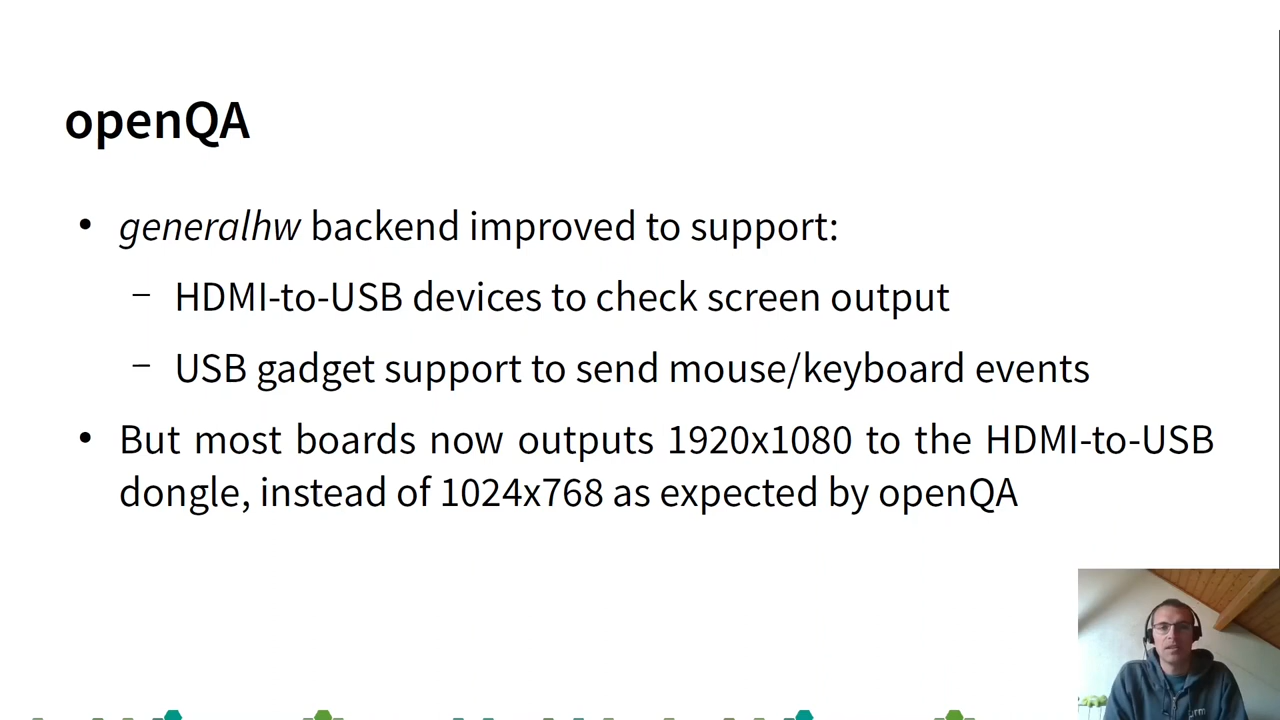 openQA
• generalhw backend improved to support:
– HDMI-to-USB devices to check screen output
– USB gadget support to send mouse/keyboard events
• But most boards now outputs 1920x1080 to the HDMI-to-USB
dongle, instead of 1024x768 as expected by openQA